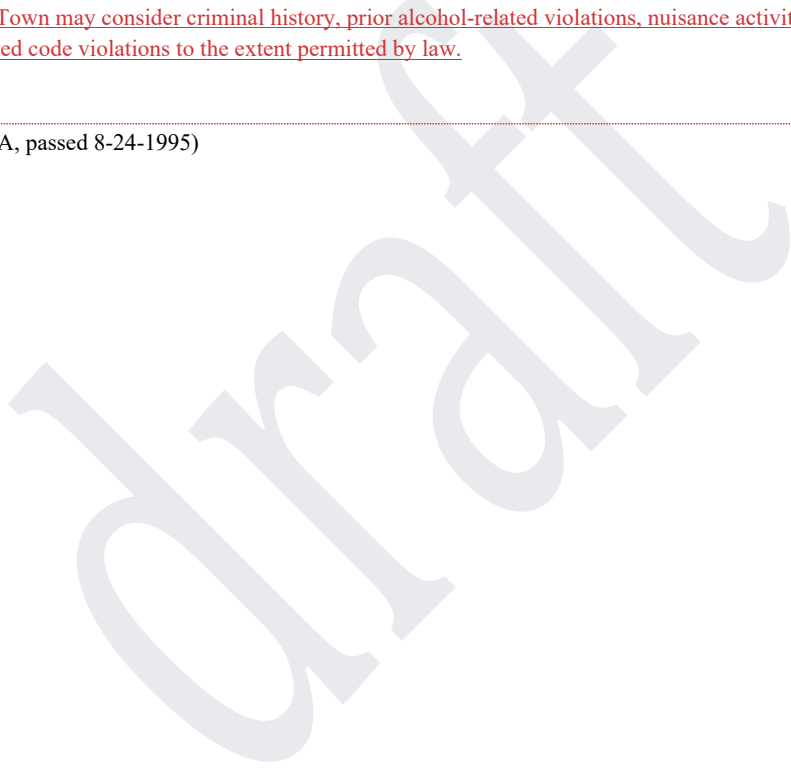 Town may consider criminal history, prior alcohol-related violations, nuisance activit
ed code violations to the extent permitted by law.
A, passed 8-24-1995)
draft